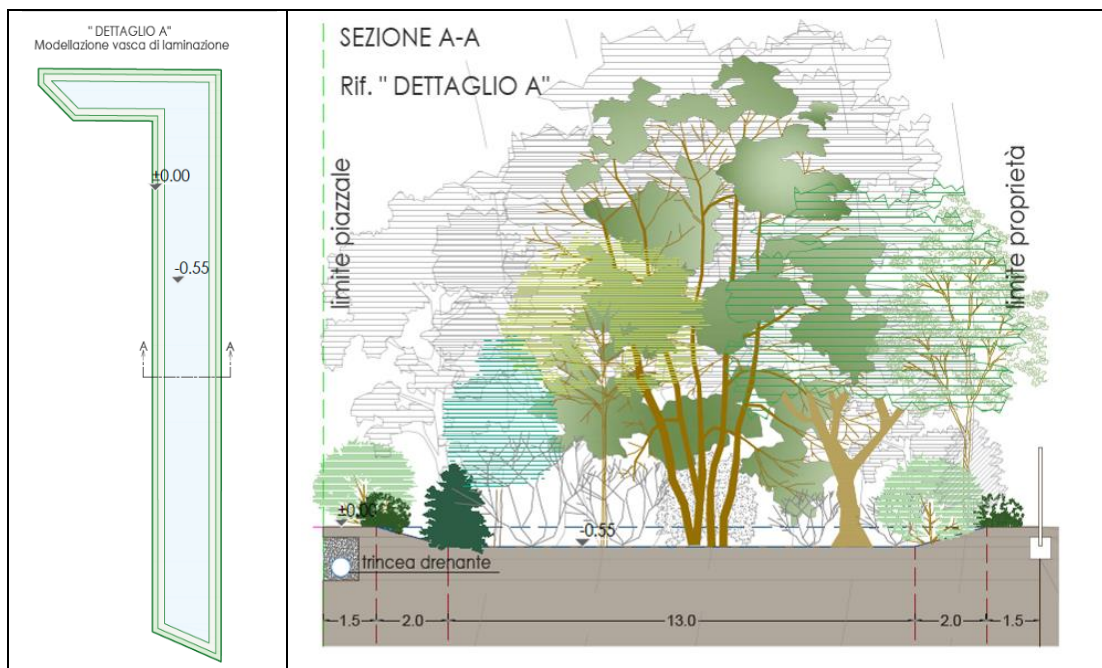 " DETTAGLIO A"
Modellazione vasca di laminazione
±0.00
-0.55
A
A
SEZIONE A-A
Rif. " DETTAGLIO A"
limite piazzale
limite proprietà
±0.00
-0.55
trincea drenante
1.5
2.0
13.0
2.0
1.5